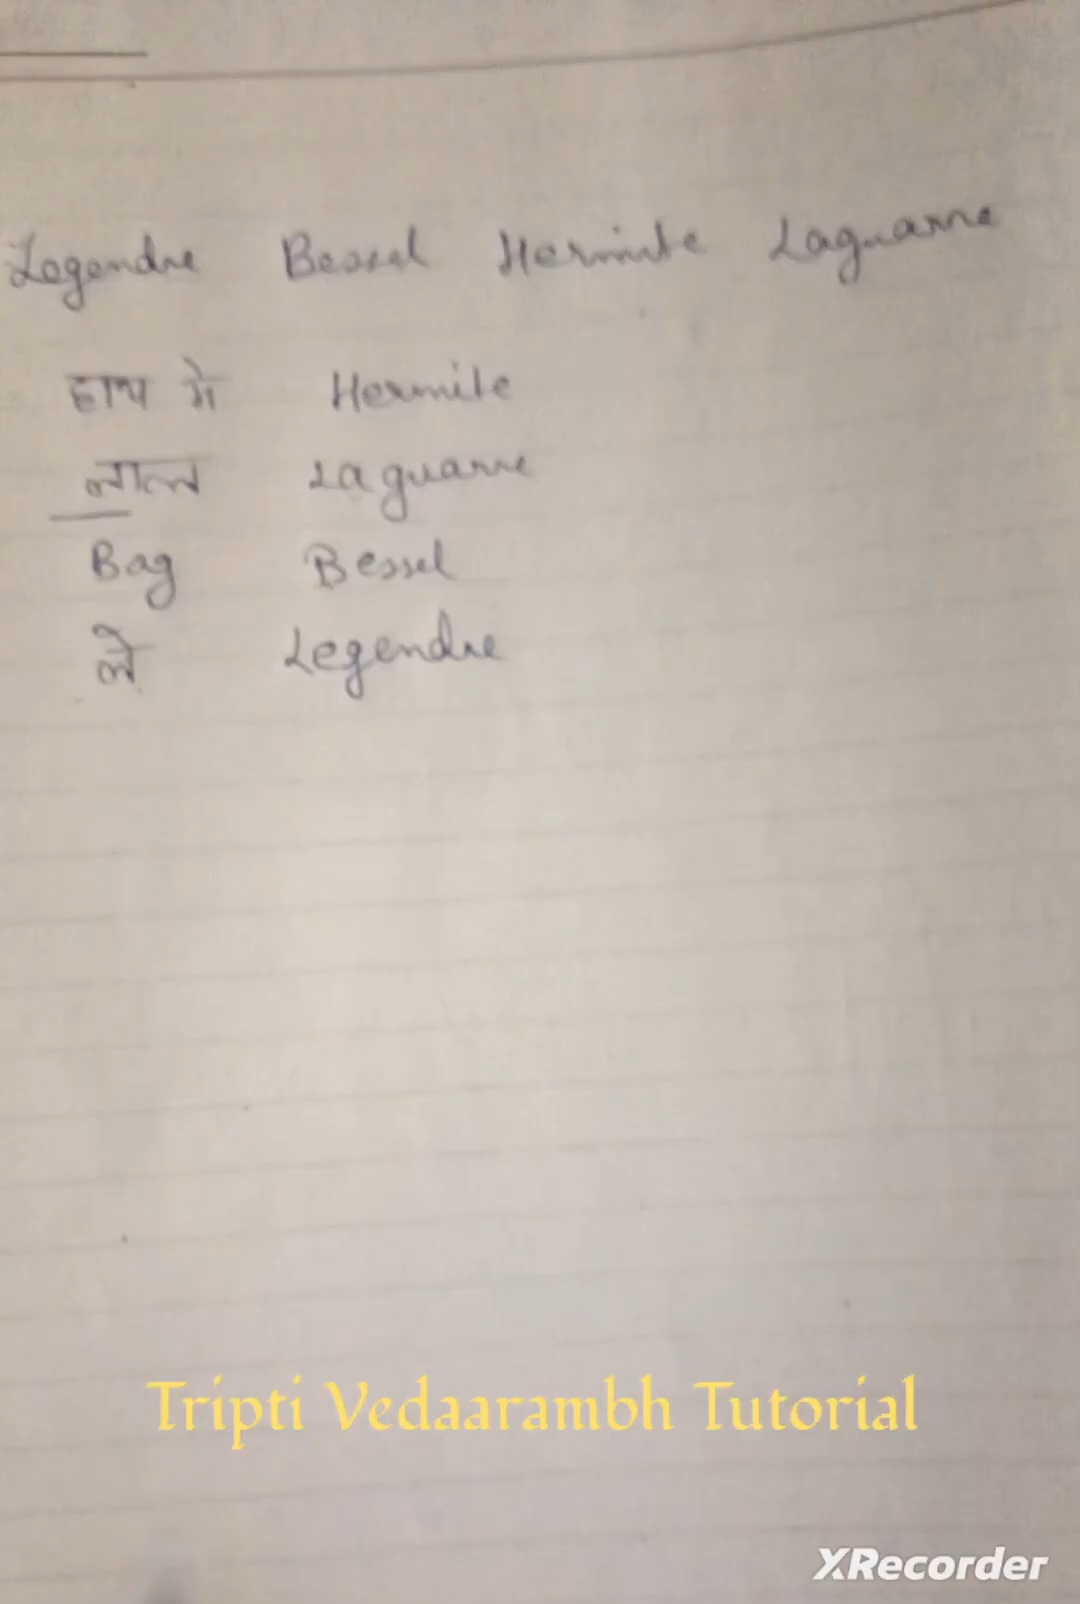 Legendre Bessel Hermite Laguarre
हाथ मे Hermite
लाल Laguarre
Bag Bessel
ले Legendre
Tripti Vedaarambh Tutorial
XRecorder